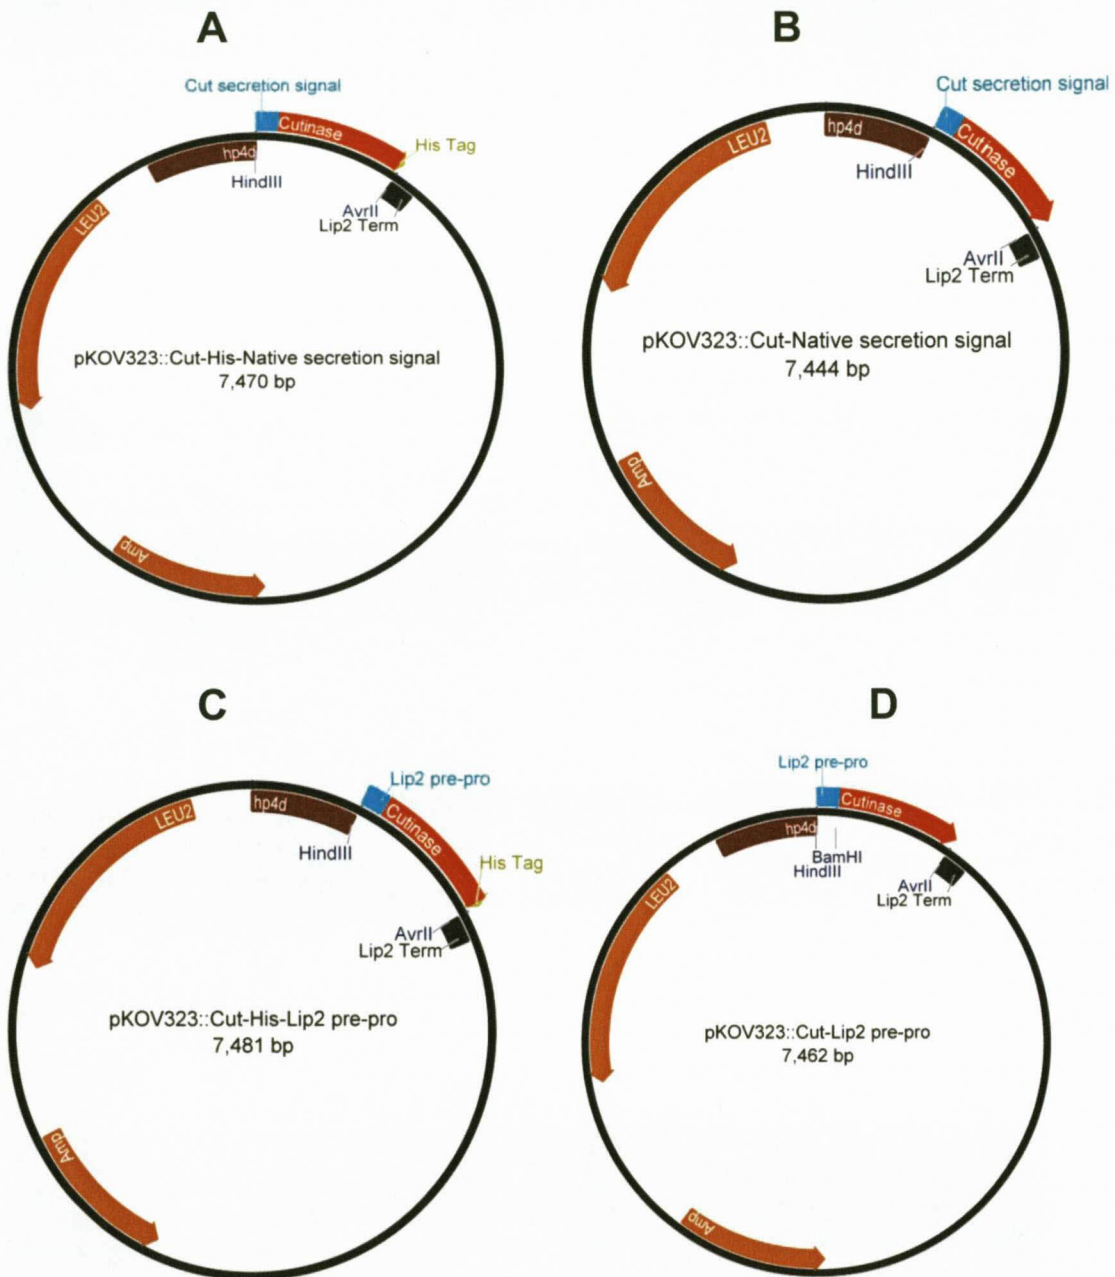 A
Cut secretion signal
Cutinase
His Tag
hp4d
HindIII
AvrII
Lip2 Term
LEU2
pKOV323::Cut-His-Native secretion signal
7,470 bp
Amp
B
Cut secretion signal
Cutinase
hp4d
LEU2
HindIII
AvrII
Lip2 Term
pKOV323::Cut-Native secretion signal
7,444 bp
Amp
C
Lip2 pre-pro
Cutinase
hp4d
LEU2
HindIII
His Tag
AvrII
Lip2 Term
pKOV323::Cut-His-Lip2 pre-pro
7,481 bp
Amp
D
Lip2 pre-pro
Cutinase
hp4d
BamHI
HindIII
AvrII
Lip2 Term
LEU2
pKOV323::Cut-Lip2 pre-pro
7,462 bp
Amp